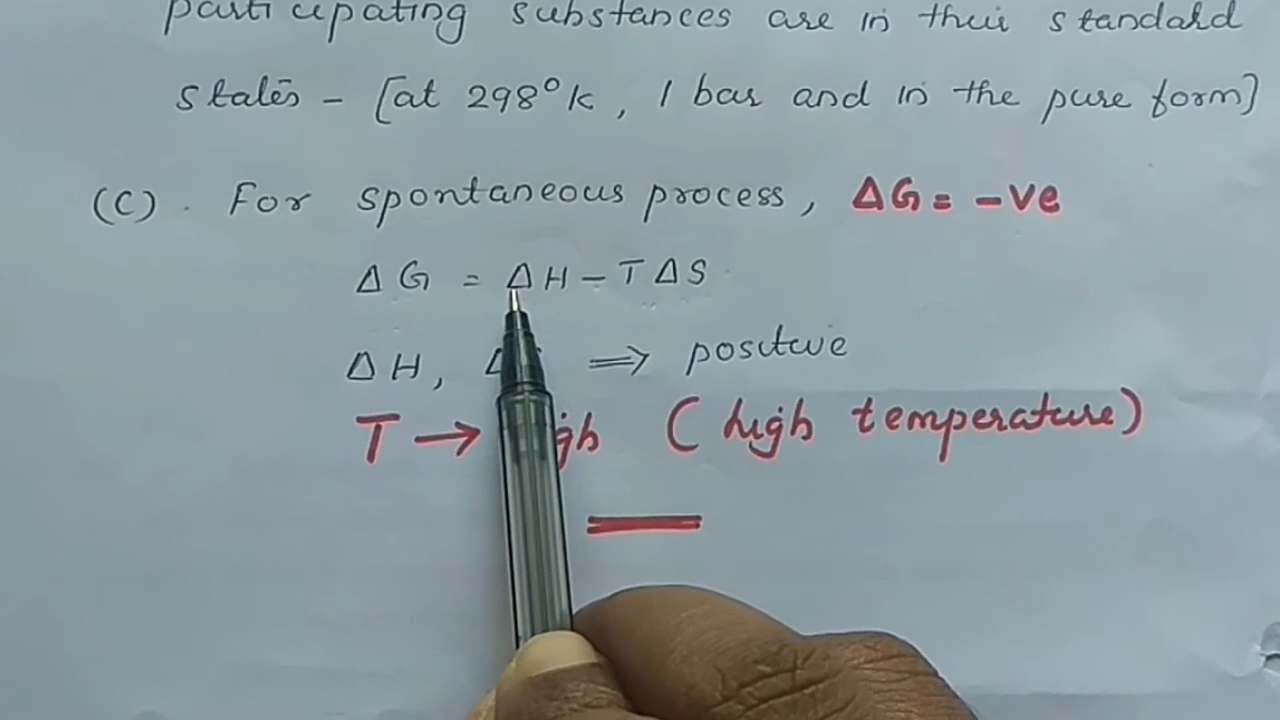 participating substances are in their standard
states - [at 298°K, 1 bar and in the pure form]
(C). For spontaneous process, ΔG = -ve
ΔG = ΔH - TΔS
ΔH, ⟹ positive
T → (high temperature)